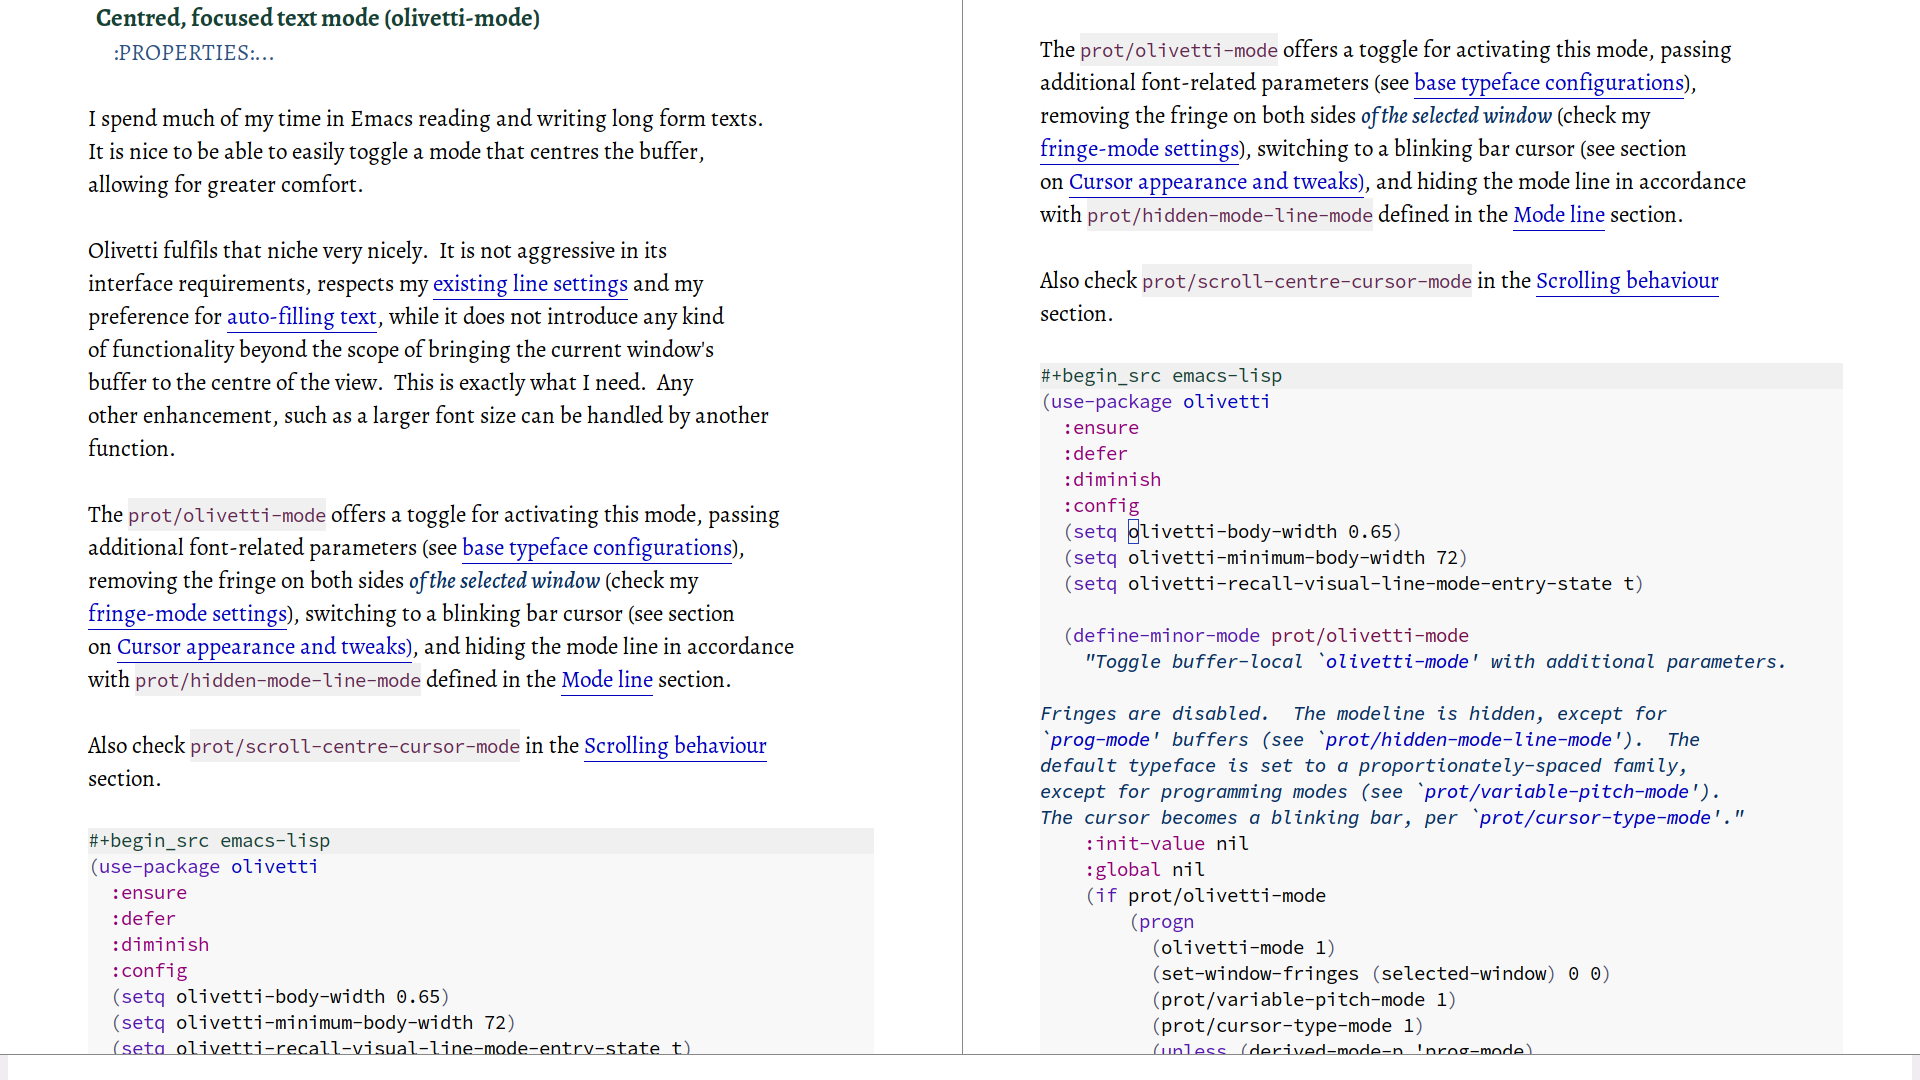 Centred, focused text mode (olivetti-mode)
:PROPERTIES:...
I spend much of my time in Emacs reading and writing long form texts.
It is nice to be able to easily toggle a mode that centres the buffer,
allowing for greater comfort.
Olivetti fulfils that niche very nicely.  It is not aggressive in its
interface requirements, respects my existing line settings and my
preference for auto-filling text, while it does not introduce any kind
of functionality beyond the scope of bringing the current window's
buffer to the centre of the view.  This is exactly what I need.  Any
other enhancement, such as a larger font size can be handled by another
function.
The prot/olivetti-mode offers a toggle for activating this mode, passing
additional font-related parameters (see base typeface configurations),
removing the fringe on both sides of the selected window (check my
fringe-mode settings), switching to a blinking bar cursor (see section
on Cursor appearance and tweaks), and hiding the mode line in accordance
with prot/hidden-mode-line-mode defined in the Mode line section.
Also check prot/scroll-centre-cursor-mode in the Scrolling behaviour
section.
#+begin_src emacs-lisp
(use-package olivetti
  :ensure
  :defer
  :diminish
  :config
  (setq olivetti-body-width 0.65)
  (setq olivetti-minimum-body-width 72)
  (setq olivetti-recall-visual-line-mode-entry-state t)
The prot/olivetti-mode offers a toggle for activating this mode, passing
additional font-related parameters (see base typeface configurations),
removing the fringe on both sides of the selected window (check my
fringe-mode settings), switching to a blinking bar cursor (see section
on Cursor appearance and tweaks), and hiding the mode line in accordance
with prot/hidden-mode-line-mode defined in the Mode line section.
Also check prot/scroll-centre-cursor-mode in the Scrolling behaviour
section.
#+begin_src emacs-lisp
(use-package olivetti
  :ensure
  :defer
  :diminish
  :config
  (setq olivetti-body-width 0.65)
  (setq olivetti-minimum-body-width 72)
  (setq olivetti-recall-visual-line-mode-entry-state t)
  (define-minor-mode prot/olivetti-mode
    "Toggle buffer-local `olivetti-mode' with additional parameters.
Fringes are disabled.  The modeline is hidden, except for
`prog-mode' buffers (see `prot/hidden-mode-line-mode').  The
default typeface is set to a proportionately-spaced family,
except for programming modes (see `prot/variable-pitch-mode').
The cursor becomes a blinking bar, per `prot/cursor-type-mode'."
    :init-value nil
    :global nil
    (if prot/olivetti-mode
        (progn
          (olivetti-mode 1)
          (set-window-fringes (selected-window) 0 0)
          (prot/variable-pitch-mode 1)
          (prot/cursor-type-mode 1)
          (unless (derived-mode-p 'prog-mode)